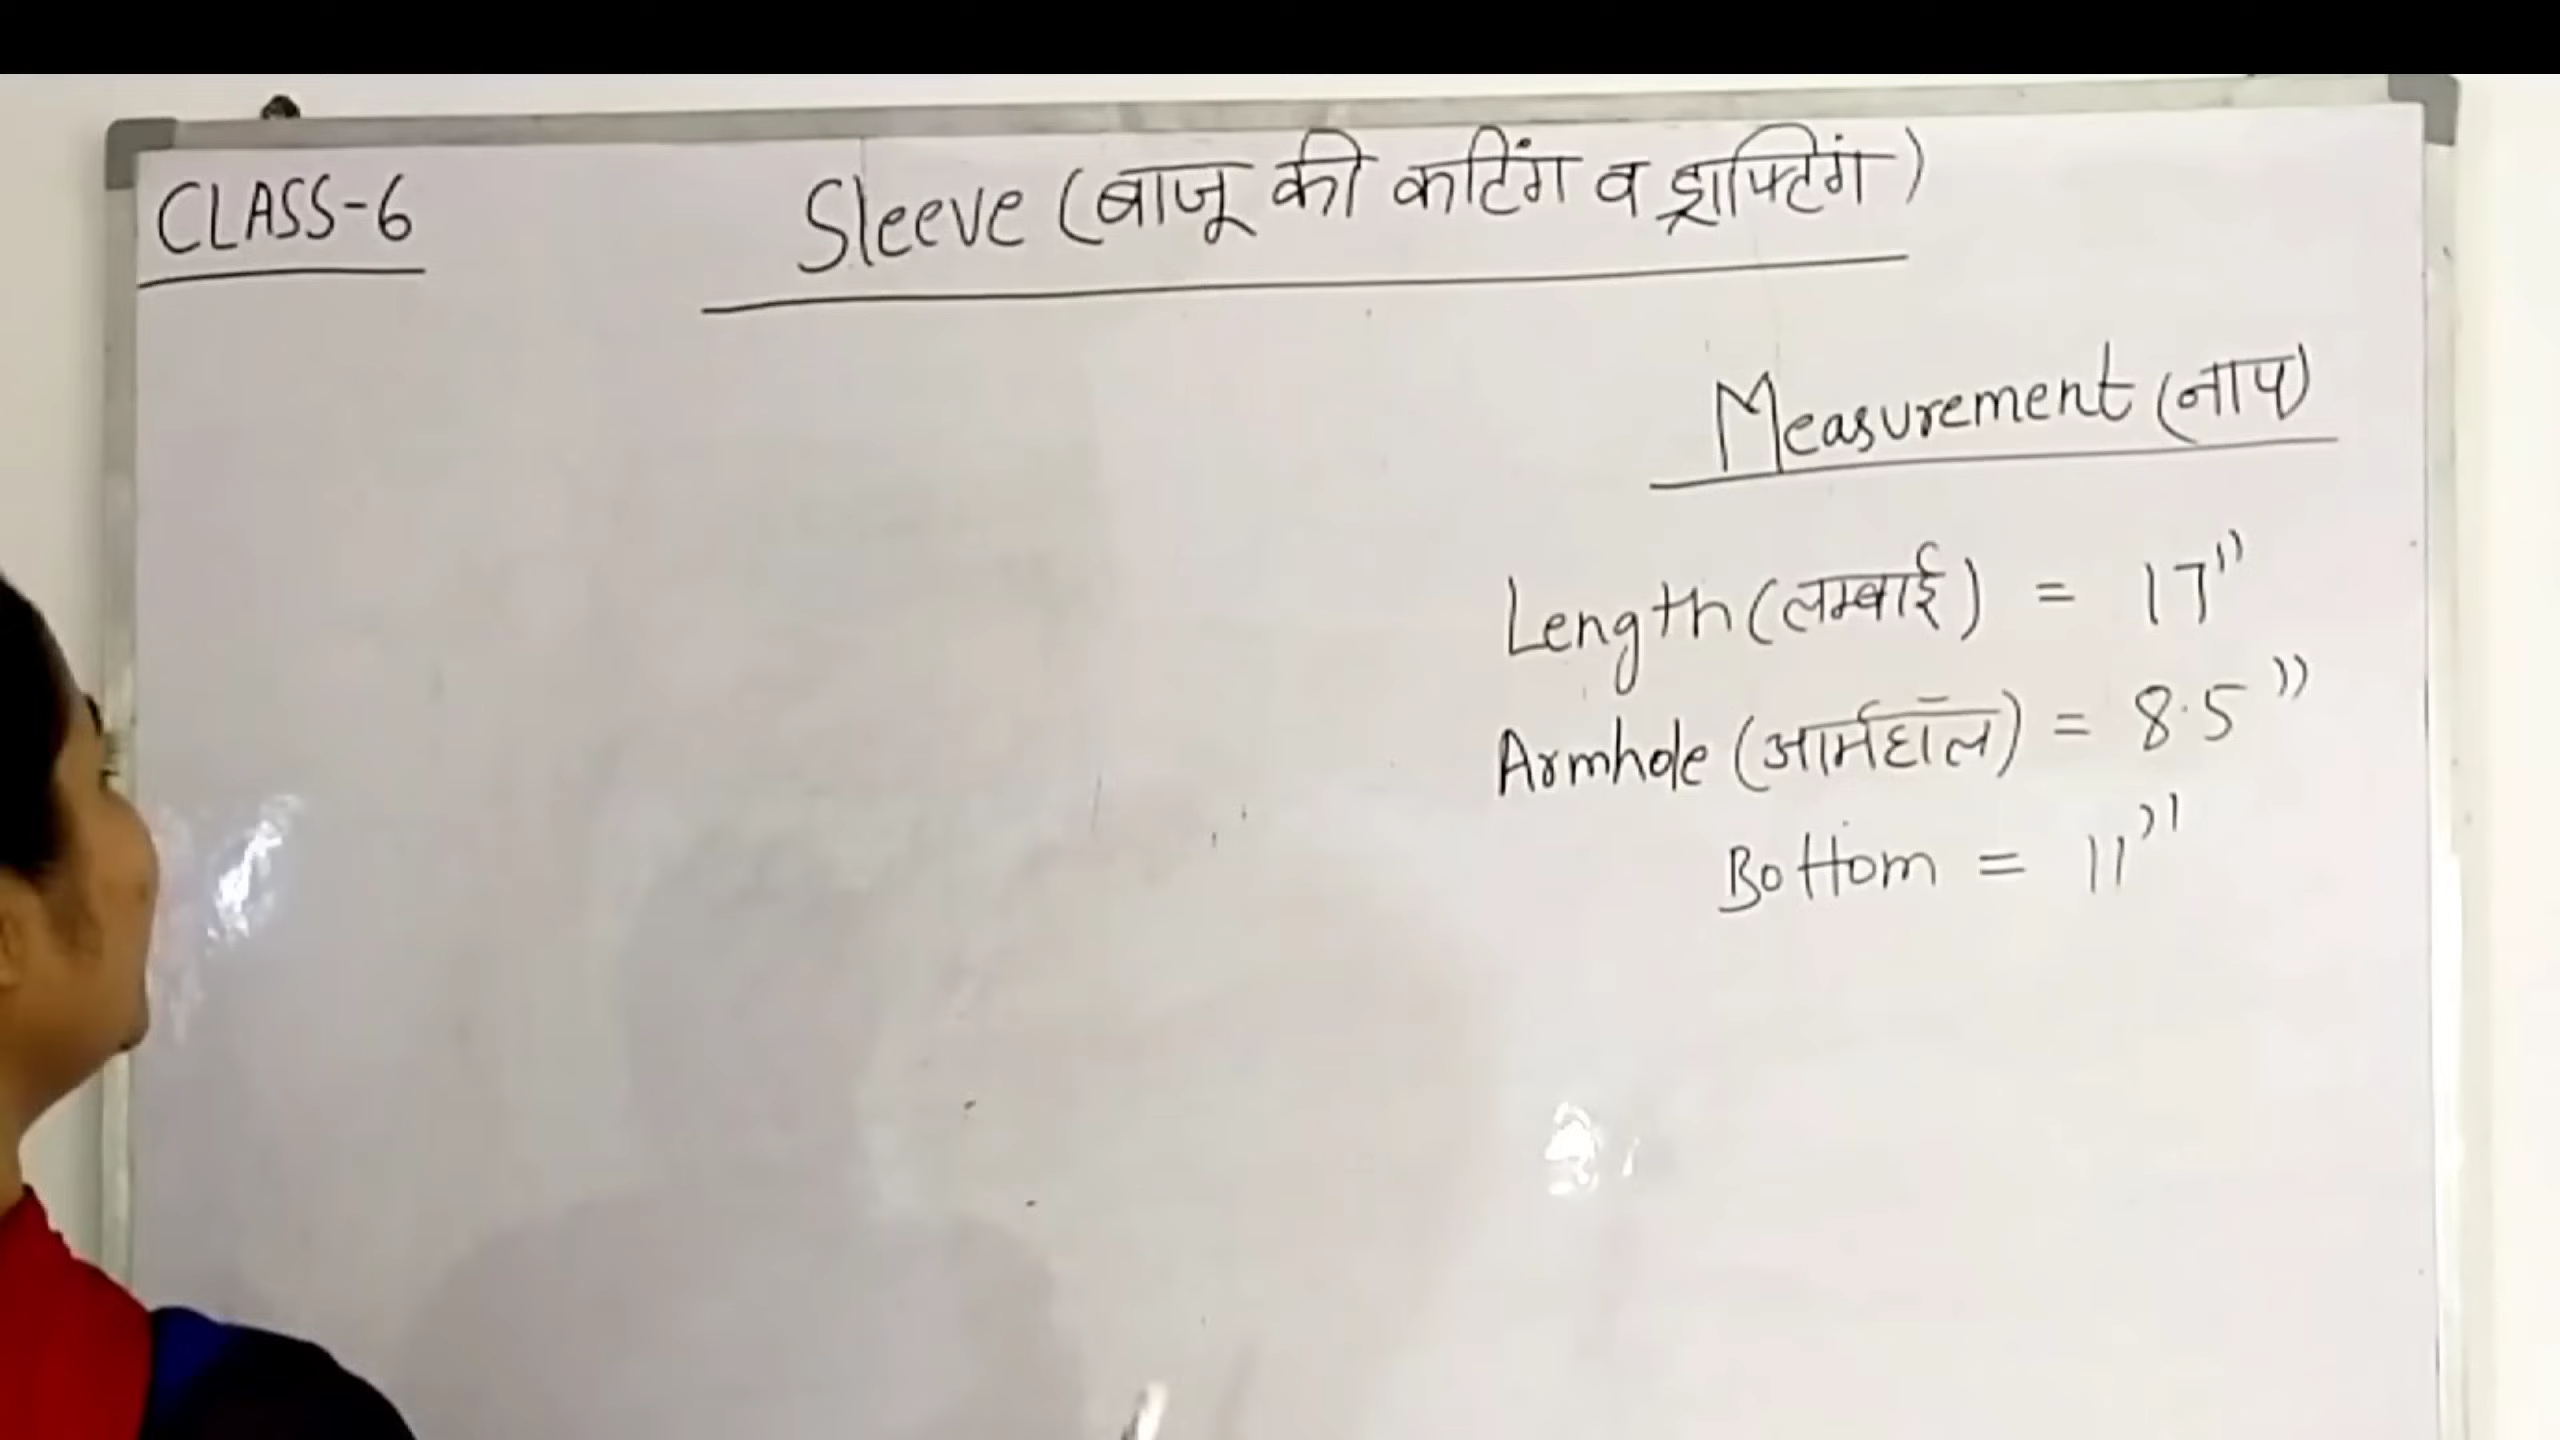 CLASS-6
Sleeve (बाजू की कटिंग व ड्राफ्टिंग)
Measurement (नाप)
Length (लम्बाई) = 17"
Armhole (आर्महॉल) = 8.5"
Bottom = 11"